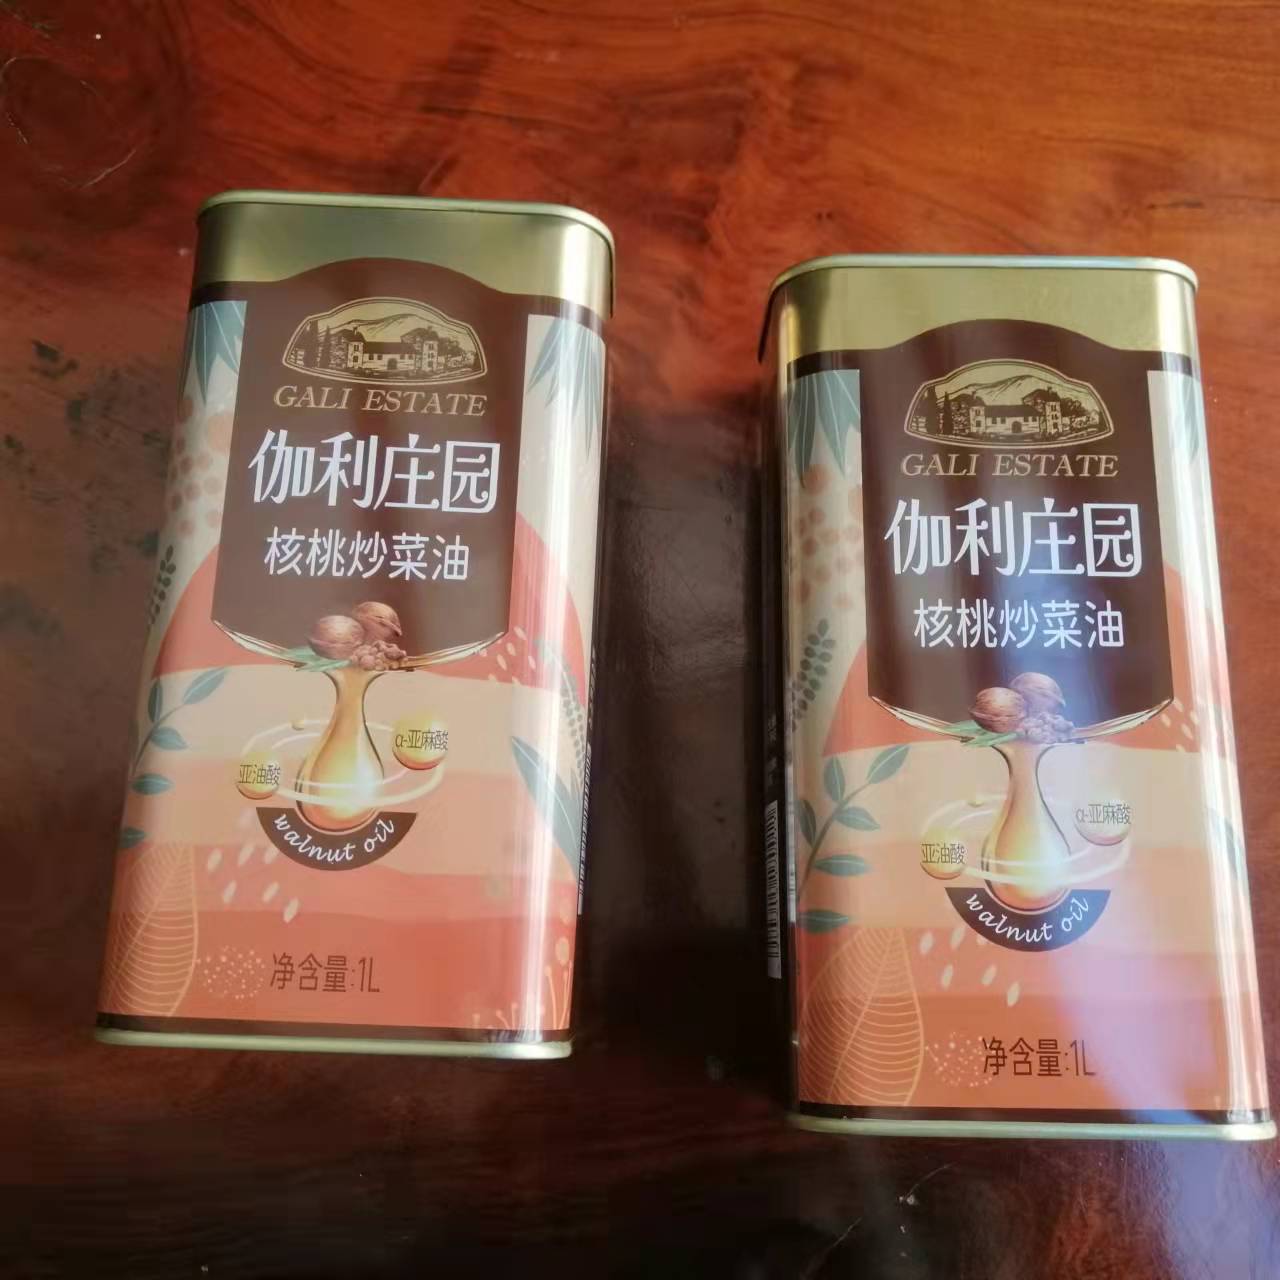 GALI ESTATE
伽利庄园
核桃炒菜油
α-亚麻酸
亚油酸
walnut oil
净含量:1L
GALI ESTATE
伽利庄园
核桃炒菜油
α-亚麻酸
亚油酸
walnut oil
净含量:1L